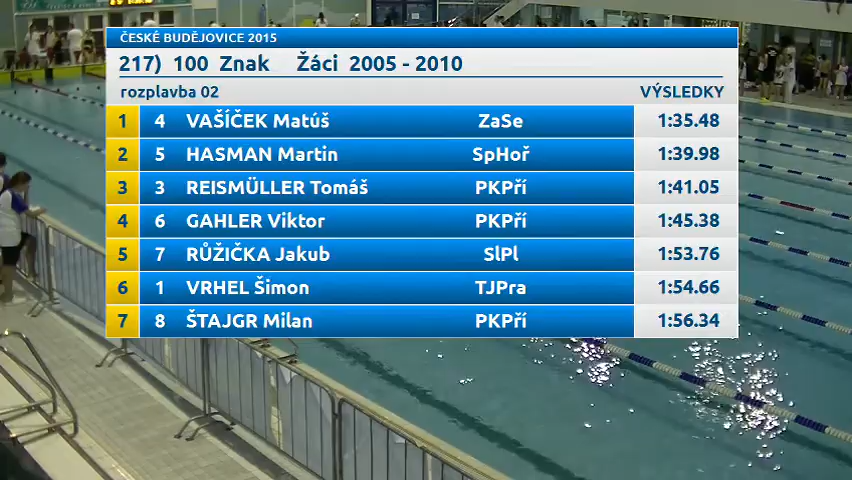 ČESKÉ BUDĚJOVICE 2015
217) 100 Znak Žáci 2005 - 2010
rozplavba 02 VÝSLEDKY
1 4 VAŠÍČEK Matúš ZaSe 1:35.48
2 5 HASMAN Martin SpHoř 1:39.98
3 3 REISMÜLLER Tomáš PKPří 1:41.05
4 6 GAHLER Viktor PKPří 1:45.38
5 7 RŮŽIČKA Jakub SlPl 1:53.76
6 1 VRHEL Šimon TJPra 1:54.66
7 8 ŠTAJGR Milan PKPří 1:56.34